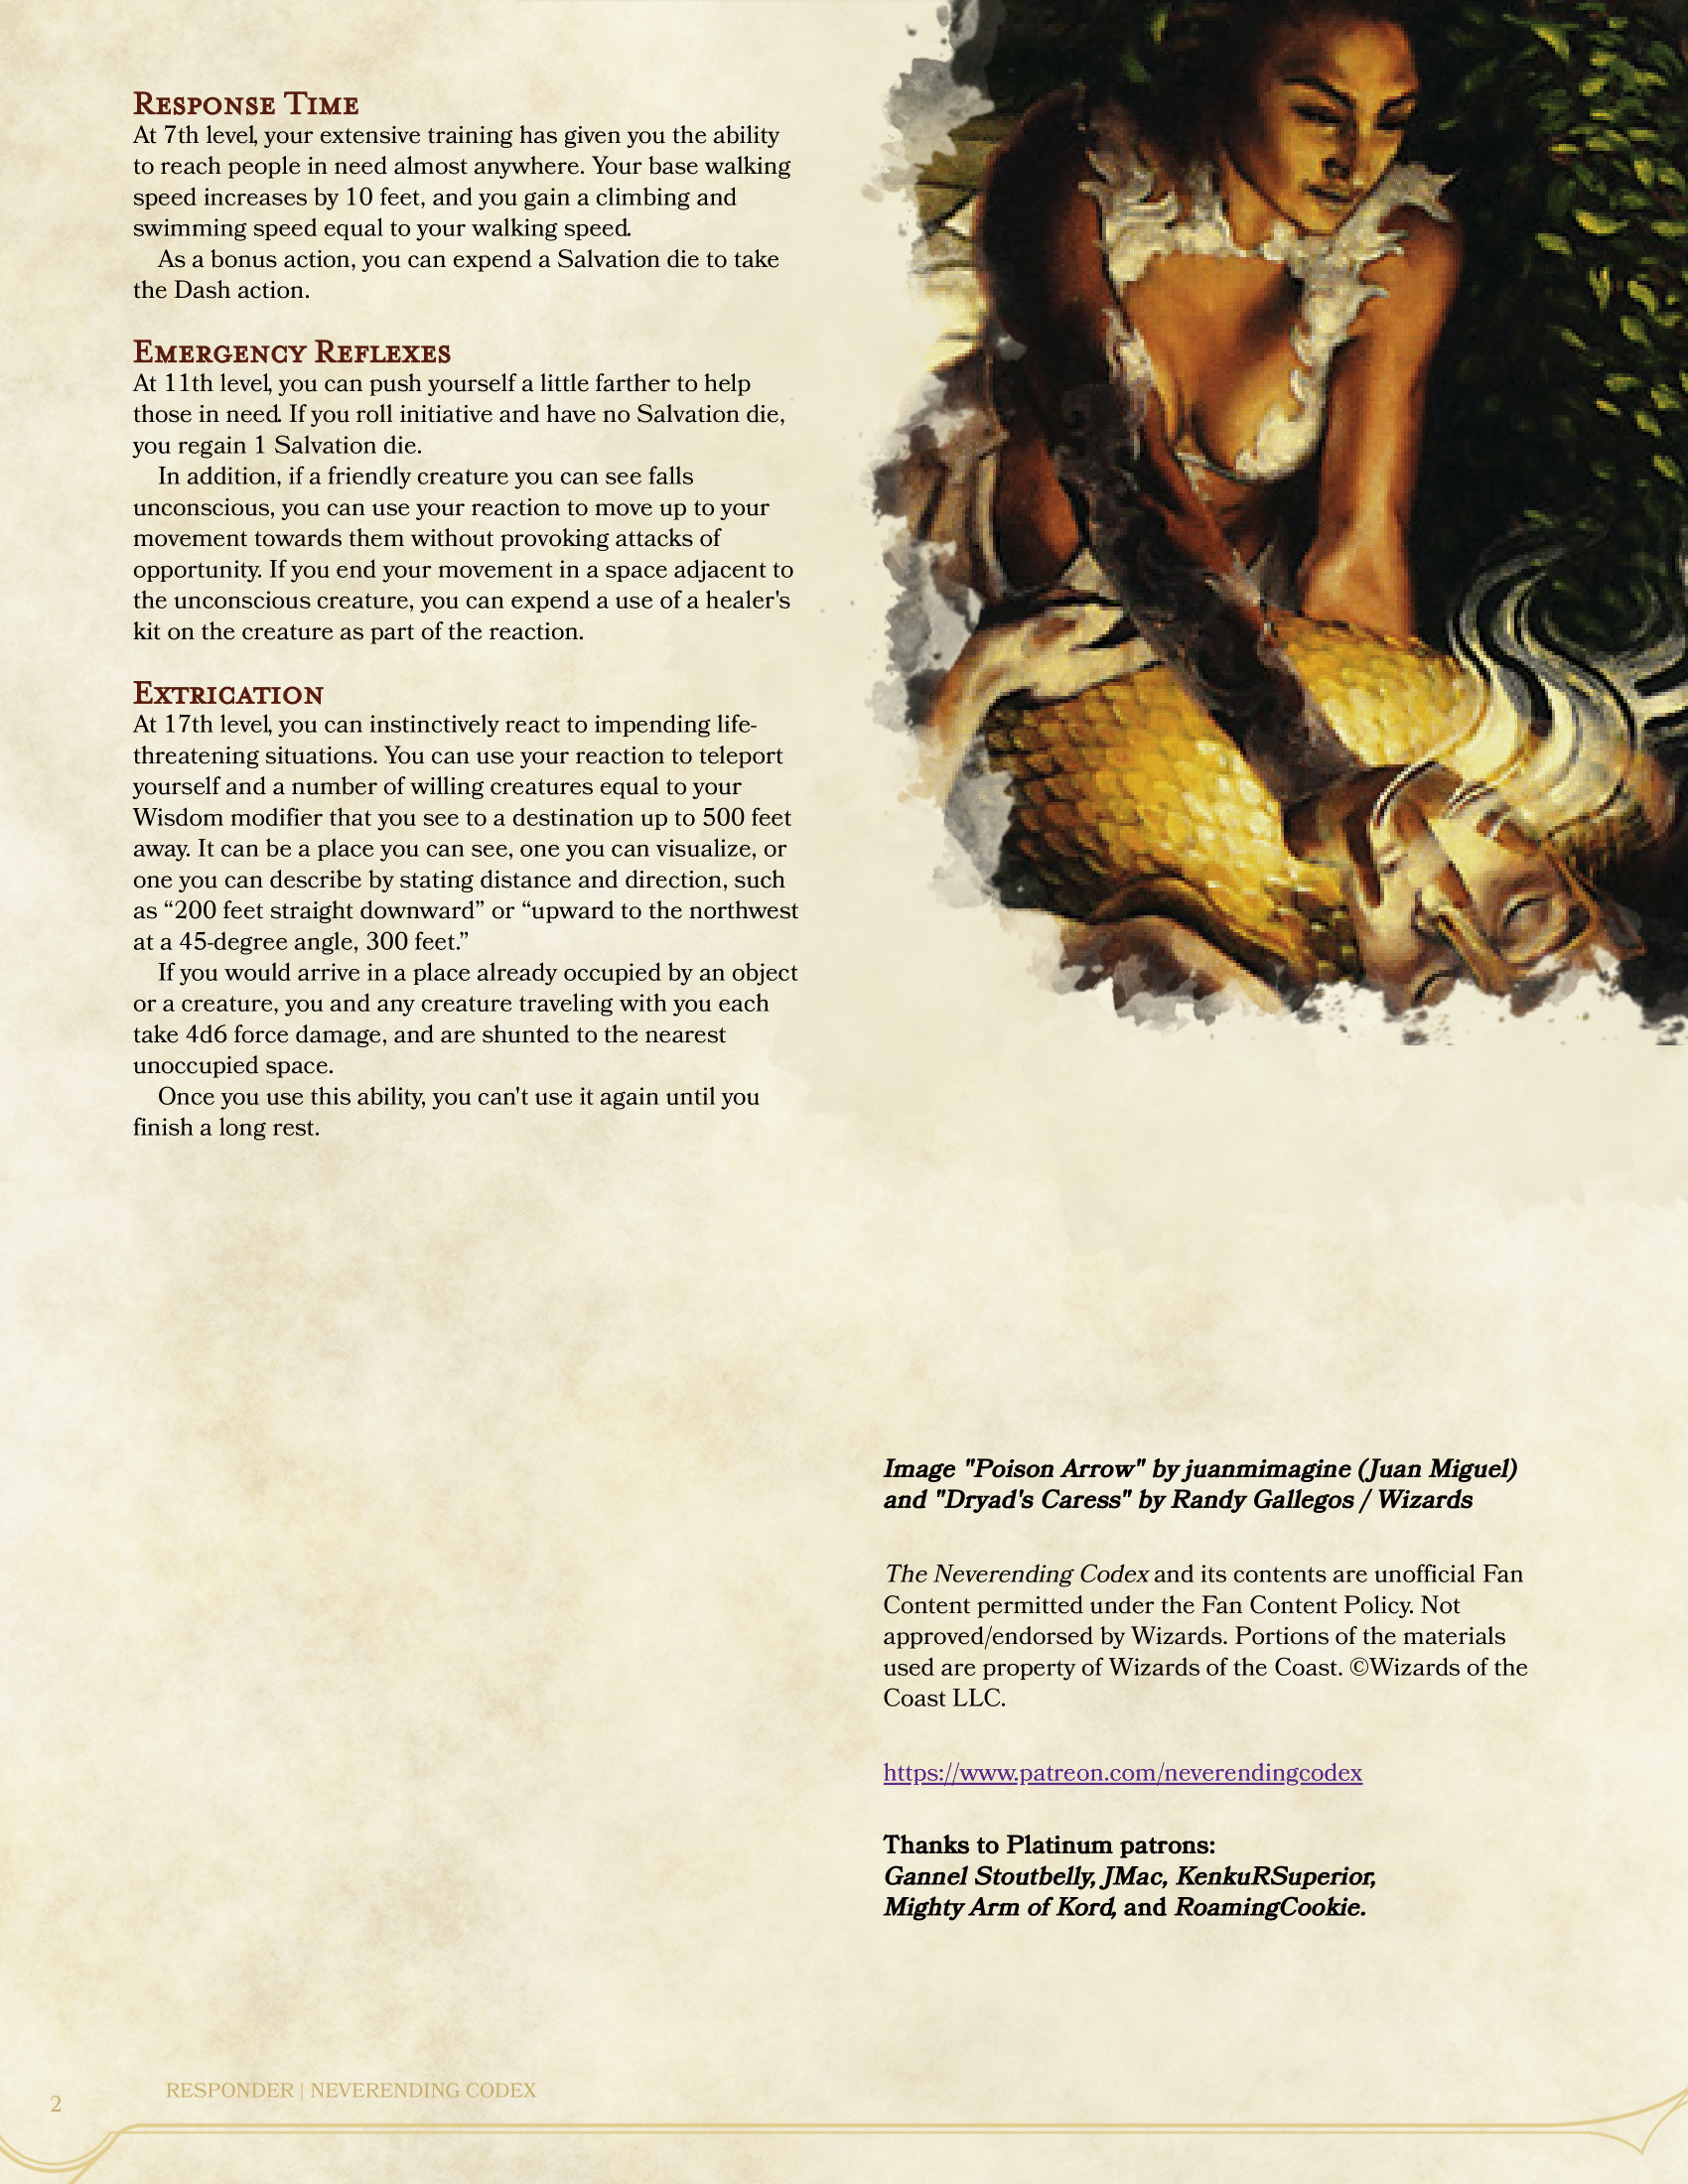 Response Time
At 7th level, your extensive training has given you the ability
to reach people in need almost anywhere. Your base walking
speed increases by 10 feet, and you gain a climbing and
swimming speed equal to your walking speed.
As a bonus action, you can expend a Salvation die to take
the Dash action.
Emergency Reflexes
At 11th level, you can push yourself a little farther to help
those in need. If you roll initiative and have no Salvation die,
you regain 1 Salvation die.
In addition, if a friendly creature you can see falls
unconscious, you can use your reaction to move up to your
movement towards them without provoking attacks of
opportunity. If you end your movement in a space adjacent to
the unconscious creature, you can expend a use of a healer's
kit on the creature as part of the reaction.
Extrication
At 17th level, you can instinctively react to impending life-
threatening situations. You can use your reaction to teleport
yourself and a number of willing creatures equal to your
Wisdom modifier that you see to a destination up to 500 feet
away. It can be a place you can see, one you can visualize, or
one you can describe by stating distance and direction, such
as “200 feet straight downward” or “upward to the northwest
at a 45-degree angle, 300 feet.”
If you would arrive in a place already occupied by an object
or a creature, you and any creature traveling with you each
take 4d6 force damage, and are shunted to the nearest
unoccupied space.
Once you use this ability, you can't use it again until you
finish a long rest.
Image "Poison Arrow" by juanmimagine (Juan Miguel)
and "Dryad's Caress" by Randy Gallegos / Wizards
The Neverending Codex and its contents are unofficial Fan
Content permitted under the Fan Content Policy. Not
approved/endorsed by Wizards. Portions of the materials
used are property of Wizards of the Coast. ©Wizards of the
Coast LLC.
https://www.patreon.com/neverendingcodex
Thanks to Platinum patrons:
Gannel Stoutbelly, JMac, KenkuRSuperior,
Mighty Arm of Kord, and RoamingCookie.
RESPONDER | NEVERENDING CODEX
2